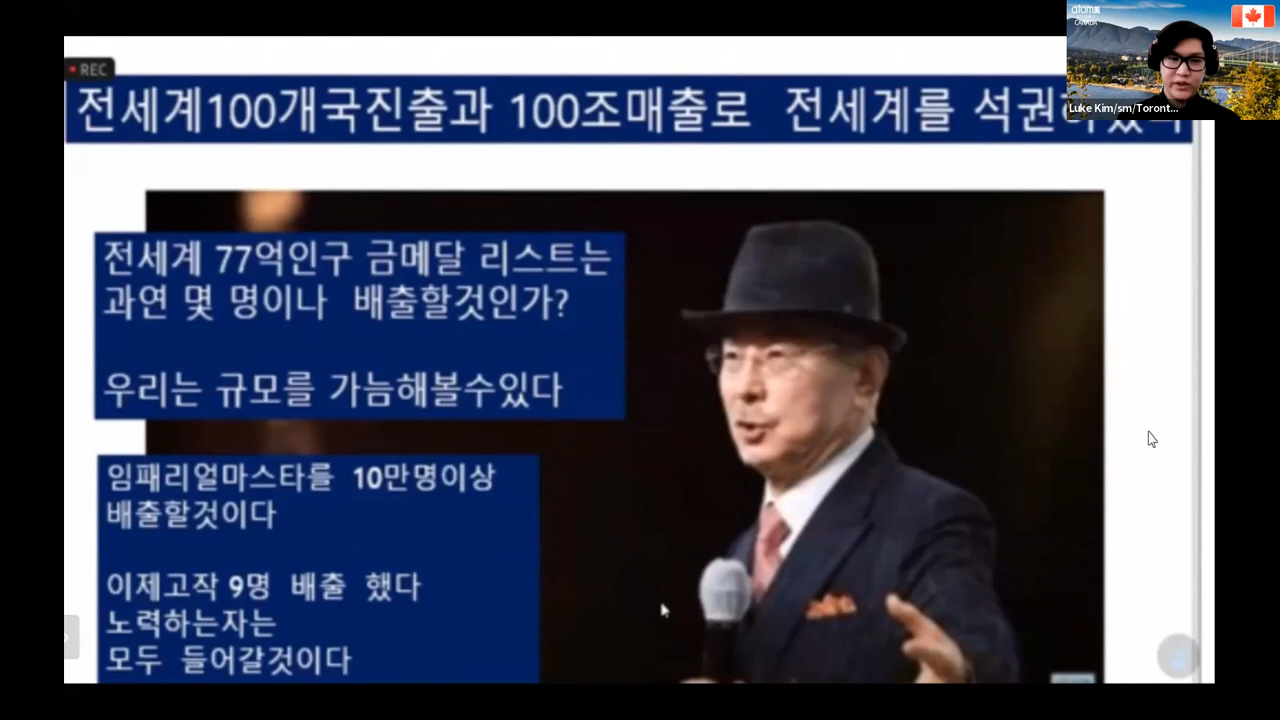 REC
전세계100개국진출과 100조매출로 전세계를
atom美
CANADA
Luke Kim/sm/Toront...
전세계 77억인구 금메달 리스트는
과연 몇 명이나 배출할것인가?
우리는 규모를 가늠해볼수있다
임패리얼마스타를 10만명이상
배출할것이다
이제고작 9명 배출 했다
노력하는자는
모두 들어갈것이다